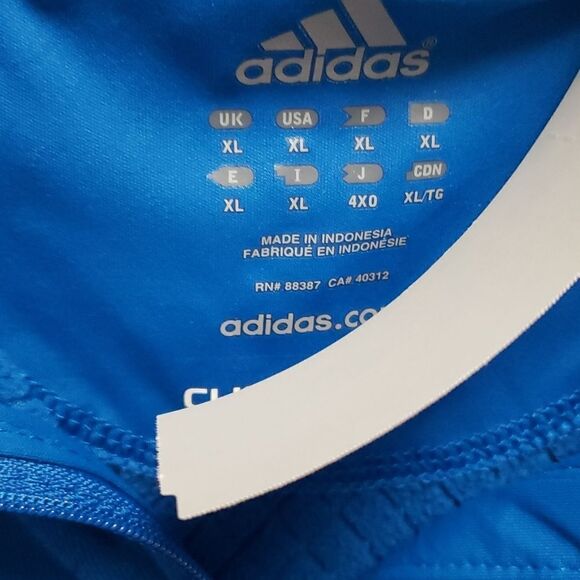 adidas®
UK USA F D
XL XL XL XL
E I J CDN
XL XL 4XO XL/TG
MADE IN INDONESIA
FABRIQUÉ EN INDONÉSIE
RN# 88387 CA# 40312
adidas.co